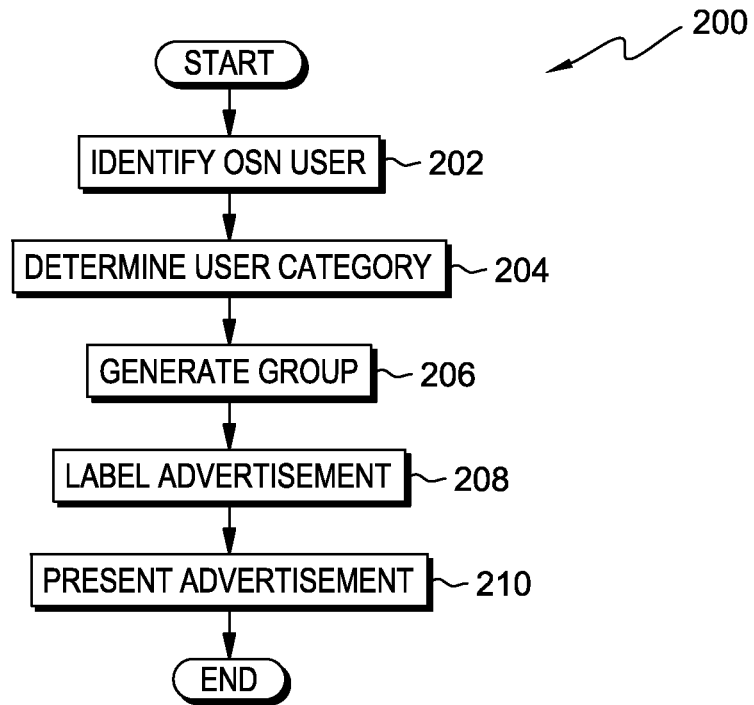 200
START
IDENTIFY OSN USER 202
DETERMINE USER CATEGORY 204
GENERATE GROUP 206
LABEL ADVERTISEMENT 208
PRESENT ADVERTISEMENT 210
END